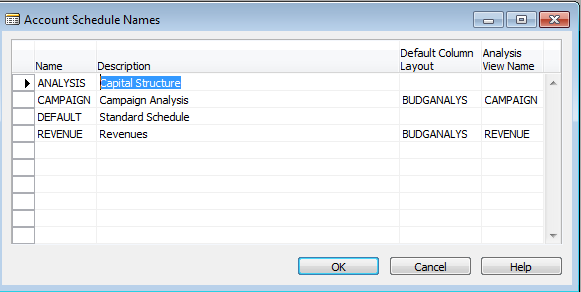 Account Schedule Names
Default Column Analysis
Name Description Layout View Name
ANALYSIS Capital Structure
CAMPAIGN Campaign Analysis BUDGANALYS CAMPAIGN
DEFAULT Standard Schedule
REVENUE Revenues BUDGANALYS REVENUE
OK Cancel Help